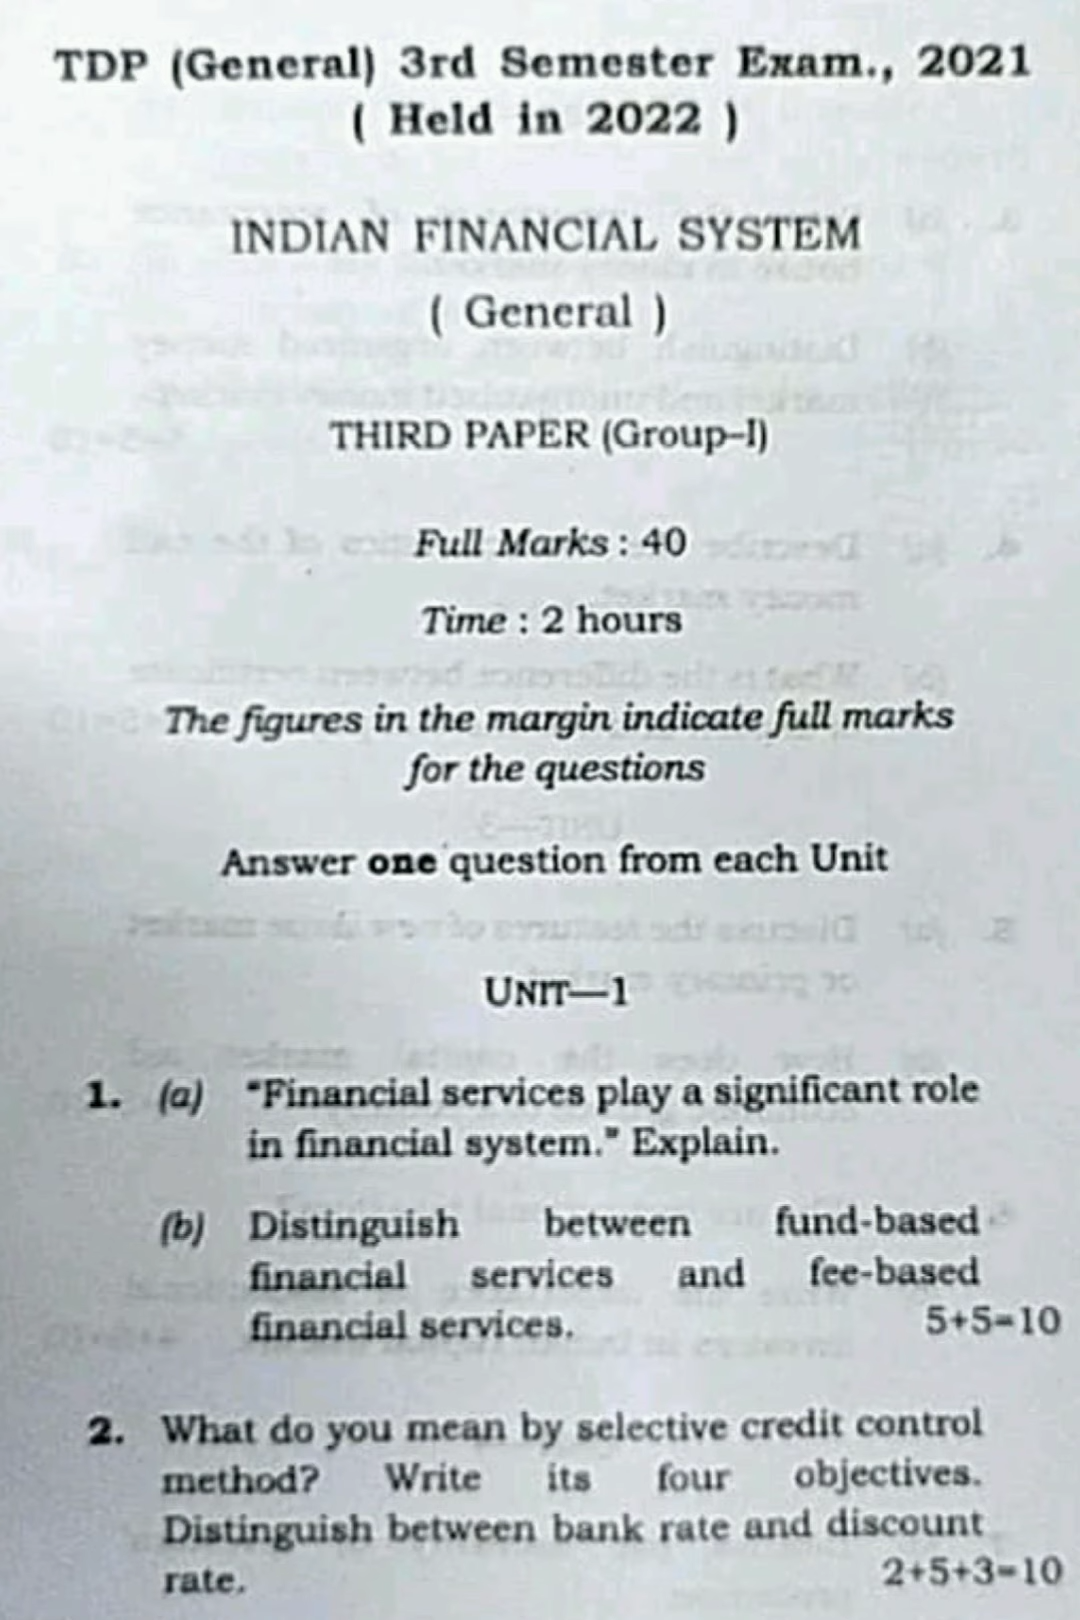 TDP (General) 3rd Semester Exam., 2021
( Held in 2022 )
INDIAN FINANCIAL SYSTEM
( General )
THIRD PAPER (Group–I)
Full Marks : 40
Time : 2 hours
The figures in the margin indicate full marks
for the questions
Answer one question from each Unit
UNIT—1
1. (a) "Financial services play a significant role
in financial system." Explain.
(b) Distinguish between fund-based
financial services and fee-based
financial services. 5+5=10
2. What do you mean by selective credit control
method? Write its four objectives.
Distinguish between bank rate and discount
rate. 2+5+3=10